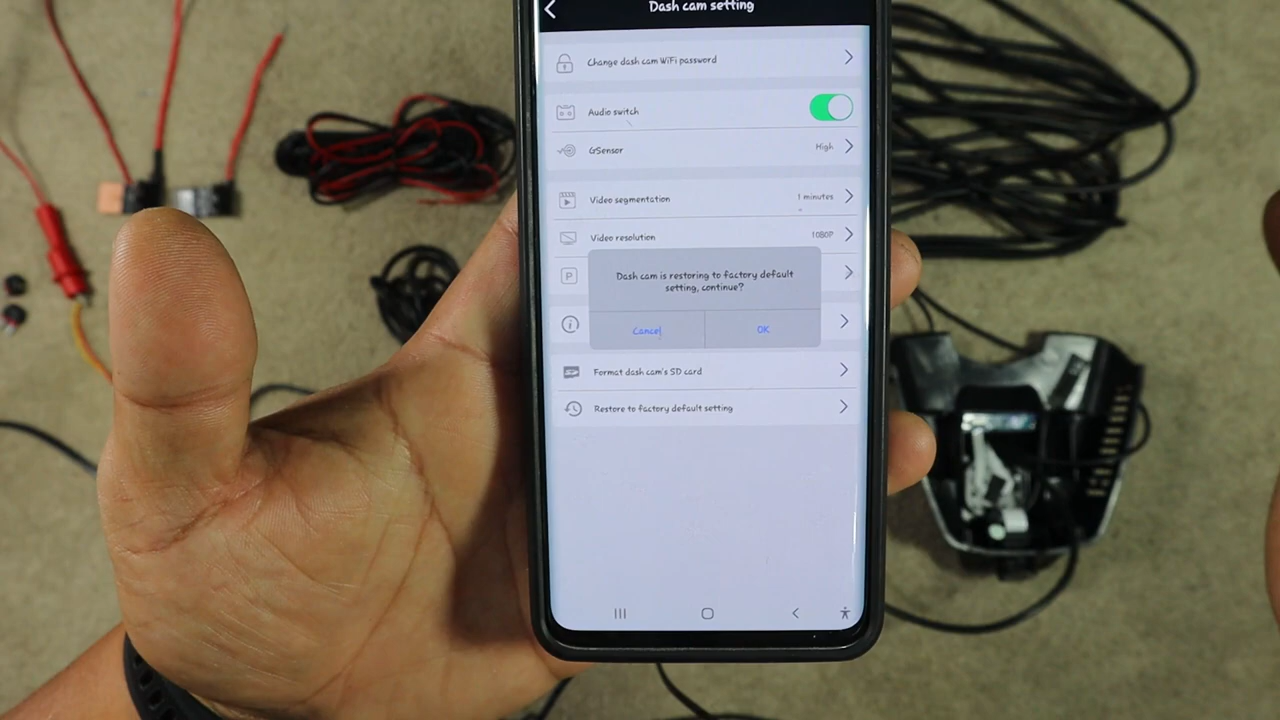 Dash cam setting
Change dash cam WiFi password
Audio switch
GSensor High
Video segmentation 1 minutes
Video resolution 1080P
P
Dash cam is restoring to factory default
setting, continue?
Cancel OK
Format dash cam's SD card
Restore to factory default setting